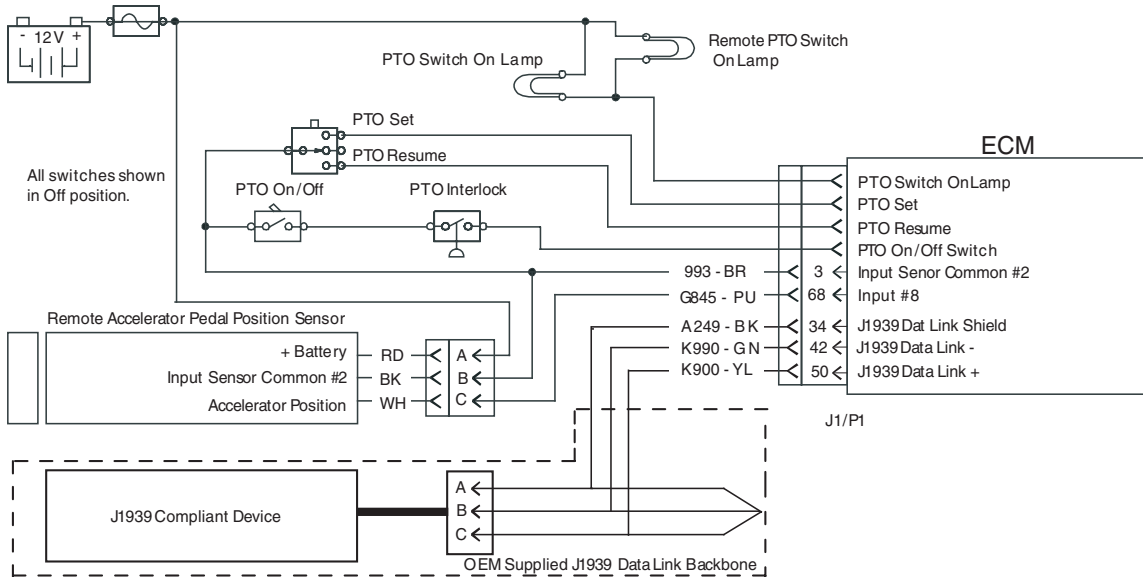 - 12V +
PTO Switch On Lamp
Remote PTO Switch
On Lamp
PTO Set
PTO Resume
All switches shown
in Off position.
PTO On/Off
PTO Interlock
ECM
PTO Switch On Lamp
PTO Set
PTO Resume
PTO On/Off Switch
993 - BR 3 Input Senor Common #2
G845 - PU 68 Input #8
A249 - BK 34 J1939 Dat Link Shield
K990 - GN 42 J1939 Data Link -
K900 - YL 50 J1939 Data Link +
J1/P1
Remote Accelerator Pedal Position Sensor
+ Battery RD A
Input Sensor Common #2 BK B
Accelerator Position WH C
J1939 Compliant Device
A
B
C
OEM Supplied J1939 Data Link Backbone